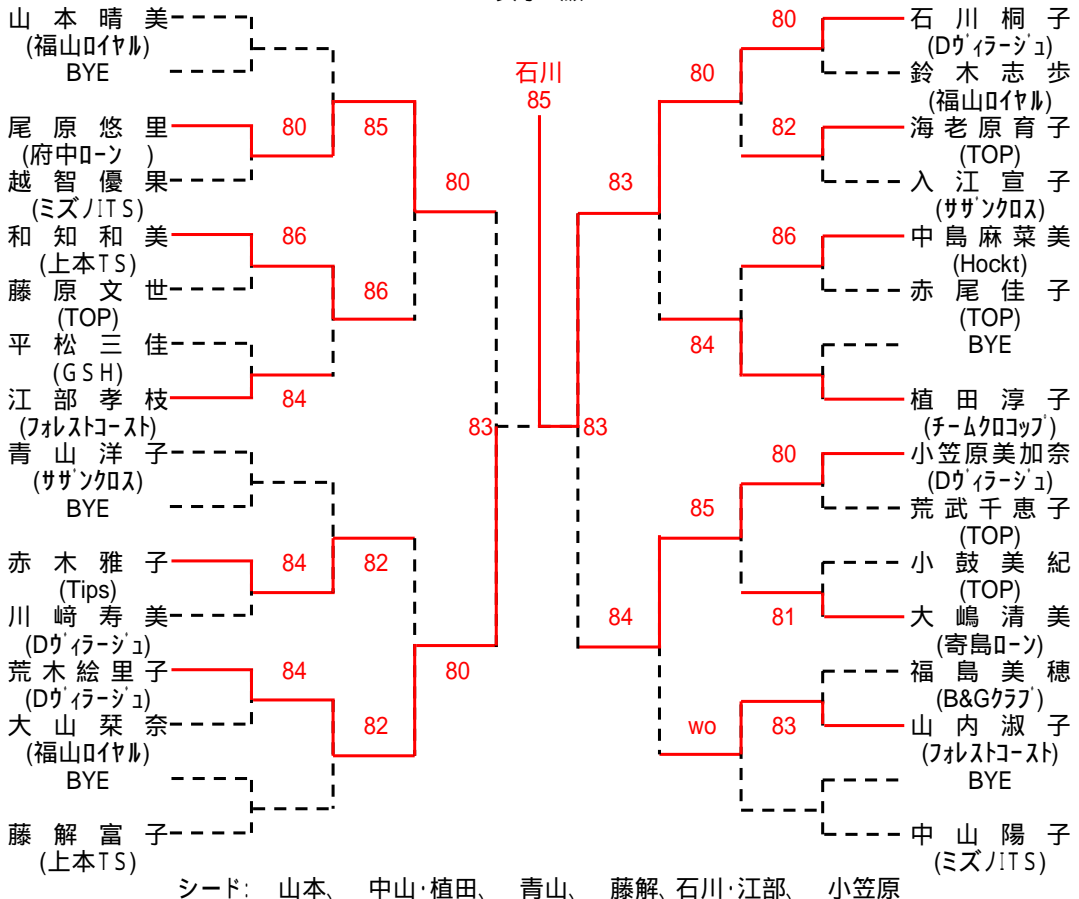 山本晴美
(福山ロイヤル)
BYE
尾原悠里
(府中ローン )
越智優果
(ミズノITS)
和知和美
(上本TS)
藤原文世
(TOP)
平松三佳
(GSH)
江部孝枝
(フォレストコースト)
青山洋子
(サザンクロス)
BYE
赤木雅子
(Tips)
川﨑寿美
(Dヴィラージュ)
荒木絵里子
(Dヴィラージュ)
大山栞奈
(福山ロイヤル)
BYE
藤解富子
(上本TS)
80
86
84
84
84
85
86
82
82
80
80
83
石川
85
83
83
84
80
84
85
wo
80
82
86
80
81
83
石川桐子
(Dヴィラージュ)
鈴木志歩
(福山ロイヤル)
海老原育子
(TOP)
入江宣子
(サザンクロス)
中島麻菜美
(Hockt)
赤尾佳子
(TOP)
BYE
植田淳子
(チームクロコップ)
小笠原美加奈
(Dヴィラージュ)
荒武千恵子
(TOP)
小鼓美紀
(TOP)
大嶋清美
(寄島ローン)
福島美穂
(B&Gクラブ)
山内淑子
(フォレストコースト)
BYE
中山陽子
(ミズノITS)
シード: 山本、 中山・植田、 青山、 藤解、石川・江部、 小笠原